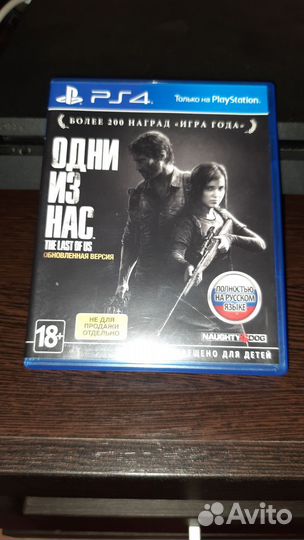 PS4
Только на PlayStation.
БОЛЕЕ 200 НАГРАД «ИГРА ГОДА»
ОДНИ
ИЗ
НАС
THE LAST OF US
ОБНОВЛЕННАЯ ВЕРСИЯ
ПОЛНОСТЬЮ
НА РУССКОМ
ЯЗЫКЕ
НЕ ДЛЯ
ПРОДАЖИ
ОТДЕЛЬНО
18+
NAUGHTY DOG
ДЛЯ ДЕТЕЙ
Avito